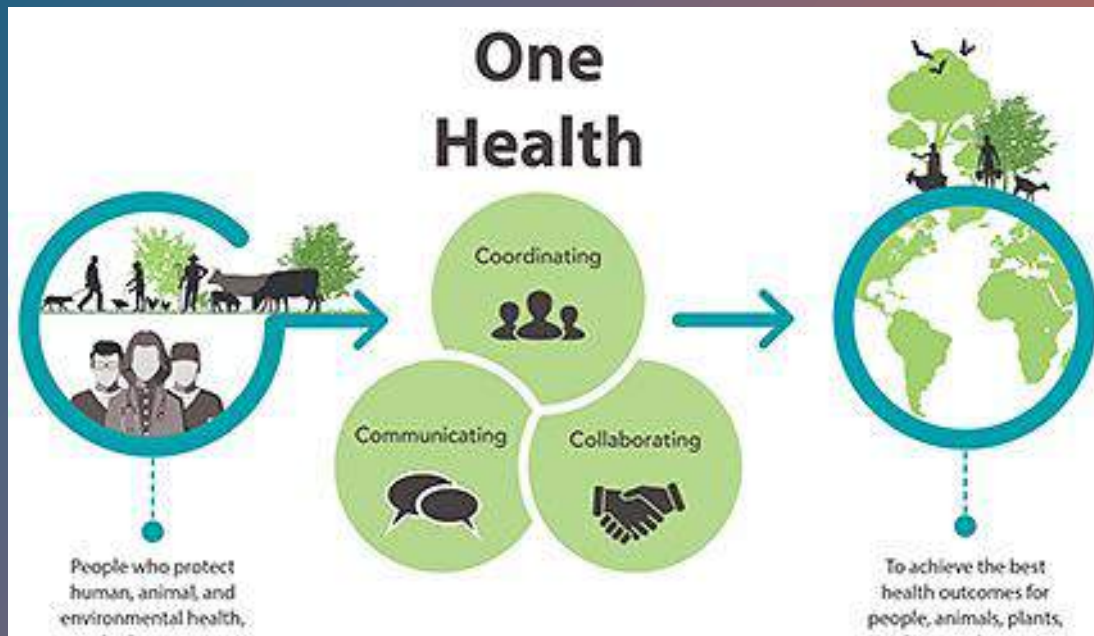 One
Health
Coordinating
Communicating
Collaborating
People who protect
human, animal, and
environmental health,
To achieve the best
health outcomes for
people, animals, plants,